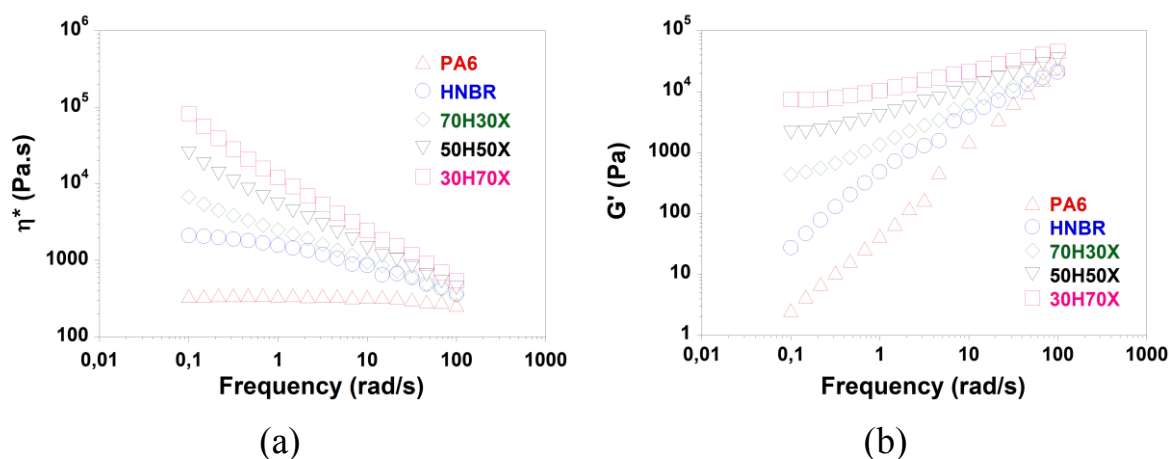 10^6
10^5
10^4
1000
100
η* (Pa.s)
PA6
HNBR
70H30X
50H50X
30H70X
0,01 0,1 1 10 100 1000
Frequency (rad/s)
(a)
10^5
10^4
1000
100
10
1
G' (Pa)
PA6
HNBR
70H30X
50H50X
30H70X
0,01 0,1 1 10 100 1000
Frequency (rad/s)
(b)